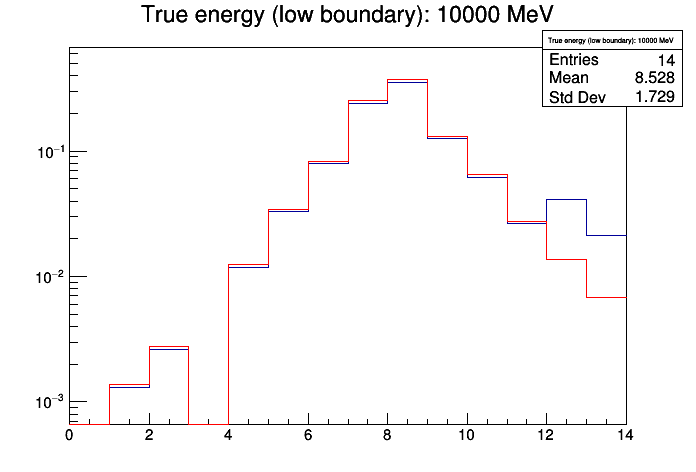 True energy (low boundary): 10000 MeV
True energy (low boundary): 10000 MeV
Entries 14
Mean 8.528
Std Dev 1.729
10⁻¹
10⁻²
10⁻³
0 2 4 6 8 10 12 14